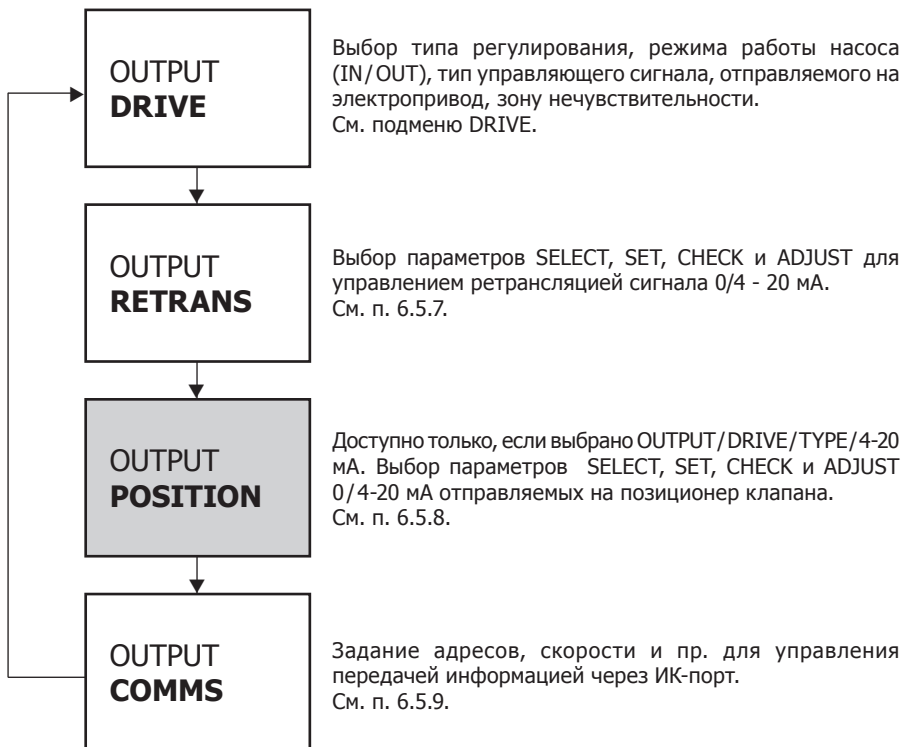 OUTPUT
DRIVE
Выбор типа регулирования, режима работы насоса
(IN/OUT), тип управляющего сигнала, отправляемого на
электропривод, зону нечувствительности.
См. подменю DRIVE.
OUTPUT
RETRANS
Выбор параметров SELECT, SET, CHECK и ADJUST для
управлением ретрансляцией сигнала 0/4 - 20 мА.
См. п. 6.5.7.
OUTPUT
POSITION
Доступно только, если выбрано OUTPUT/DRIVE/TYPE/4-20
мА. Выбор параметров SELECT, SET, CHECK и ADJUST
0/4-20 мА отправляемых на позиционер клапана.
См. п. 6.5.8.
OUTPUT
COMMS
Задание адресов, скорости и пр. для управления
передачей информацией через ИК-порт.
См. п. 6.5.9.